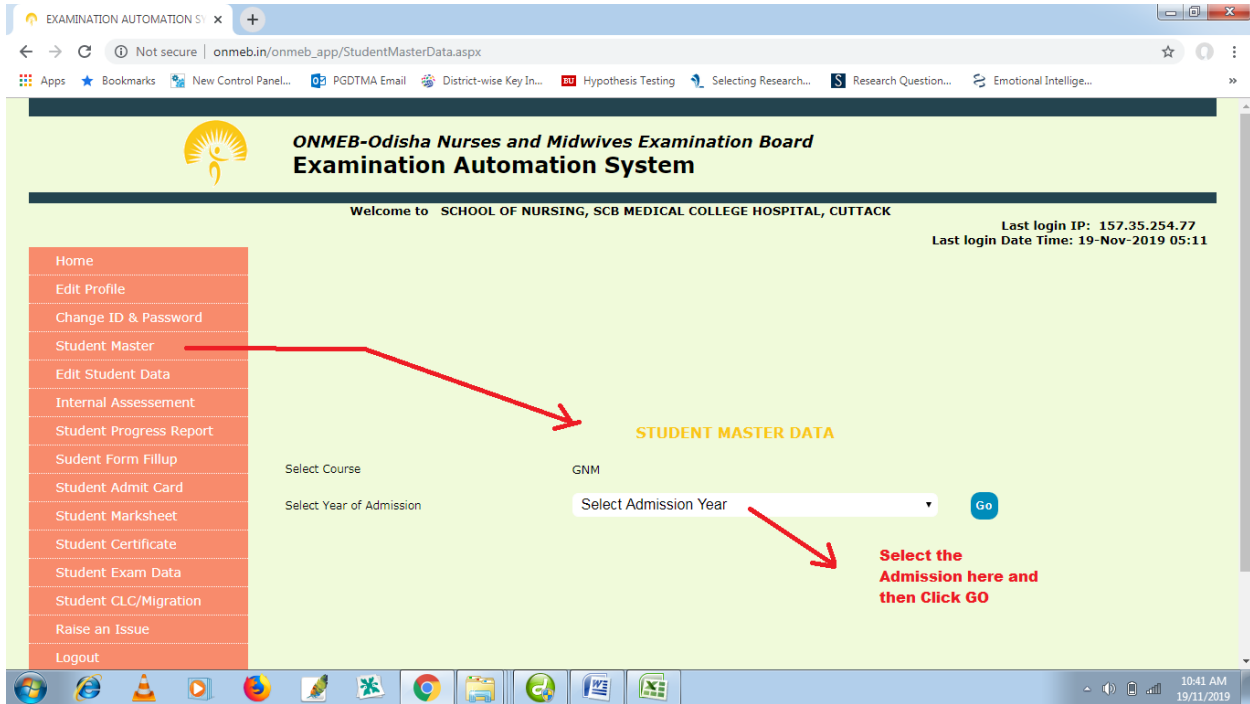 EXAMINATION AUTOMATION SY
Not secure | onmeb.in/onmeb_app/StudentMasterData.aspx
Apps Bookmarks New Control Panel... PGDTMA Email District-wise Key In... BU Hypothesis Testing Selecting Research... S Research Question... Emotional Intellige... »
ONMEB-Odisha Nurses and Midwives Examination Board
Examination Automation System
Welcome to SCHOOL OF NURSING, SCB MEDICAL COLLEGE HOSPITAL, CUTTACK
Last login IP: 157.35.254.77
Last login Date Time: 19-Nov-2019 05:11
Home
Edit Profile
Change ID & Password
Student Master
Edit Student Data
Internal Assessement
Student Progress Report
Sudent Form Fillup
Student Admit Card
Student Marksheet
Student Certificate
Student Exam Data
Student CLC/Migration
Raise an Issue
Logout
STUDENT MASTER DATA
Select Course GNM
Select Year of Admission Select Admission Year Go
Select the
Admission here and
then Click GO
10:41 AM
19/11/2019